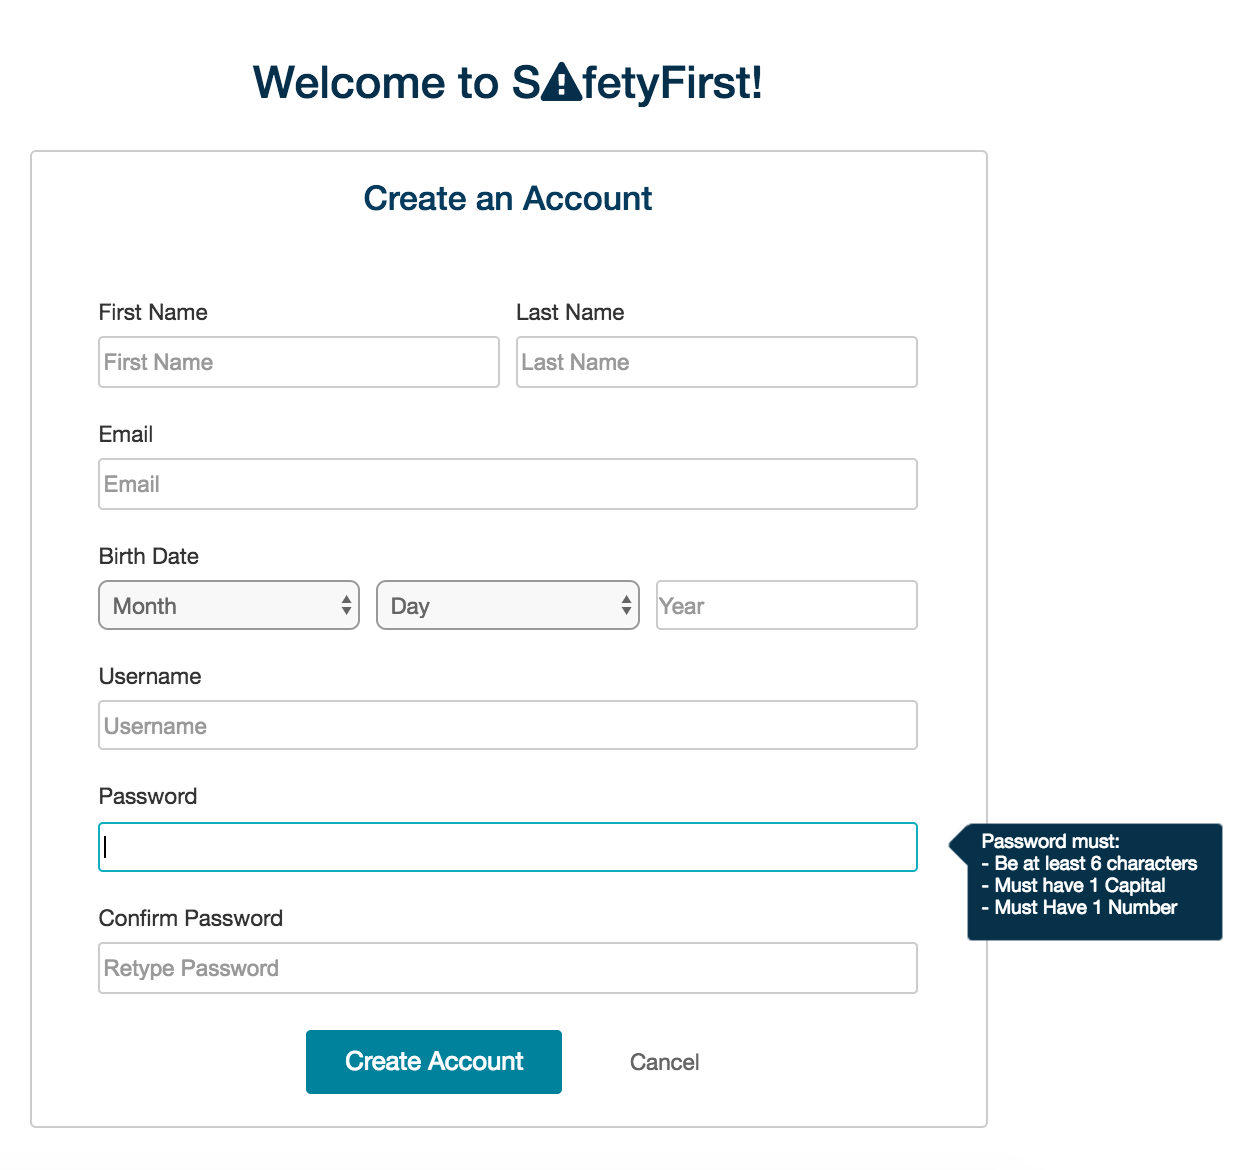 Welcome to S⚠fetyFirst!
Create an Account
First Name Last Name
First Name Last Name
Email
Email
Birth Date
Month Day Year
Username
Username
Password
Password must:
- Be at least 6 characters
- Must have 1 Capital
- Must Have 1 Number
Confirm Password
Retype Password
Create Account Cancel